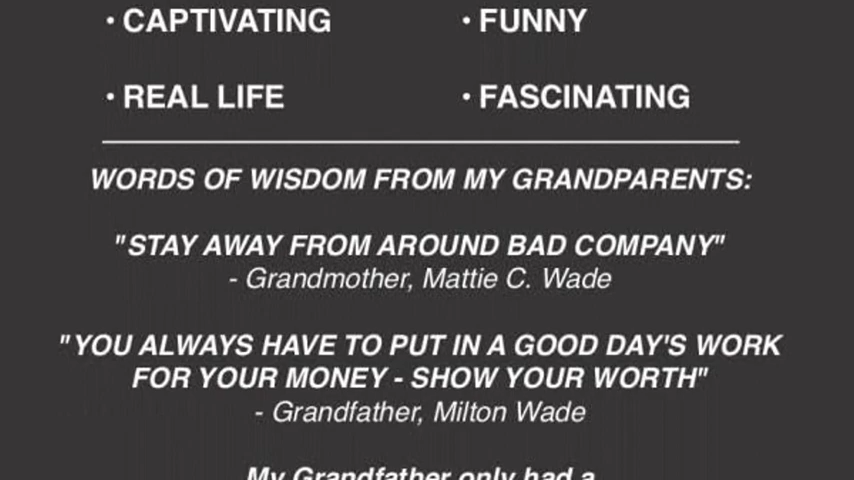 • CAPTIVATING • FUNNY
• REAL LIFE • FASCINATING
WORDS OF WISDOM FROM MY GRANDPARENTS:
"STAY AWAY FROM AROUND BAD COMPANY"
- Grandmother, Mattie C. Wade
"YOU ALWAYS HAVE TO PUT IN A GOOD DAY'S WORK
FOR YOUR MONEY - SHOW YOUR WORTH"
- Grandfather, Milton Wade
My Grandfather only had a